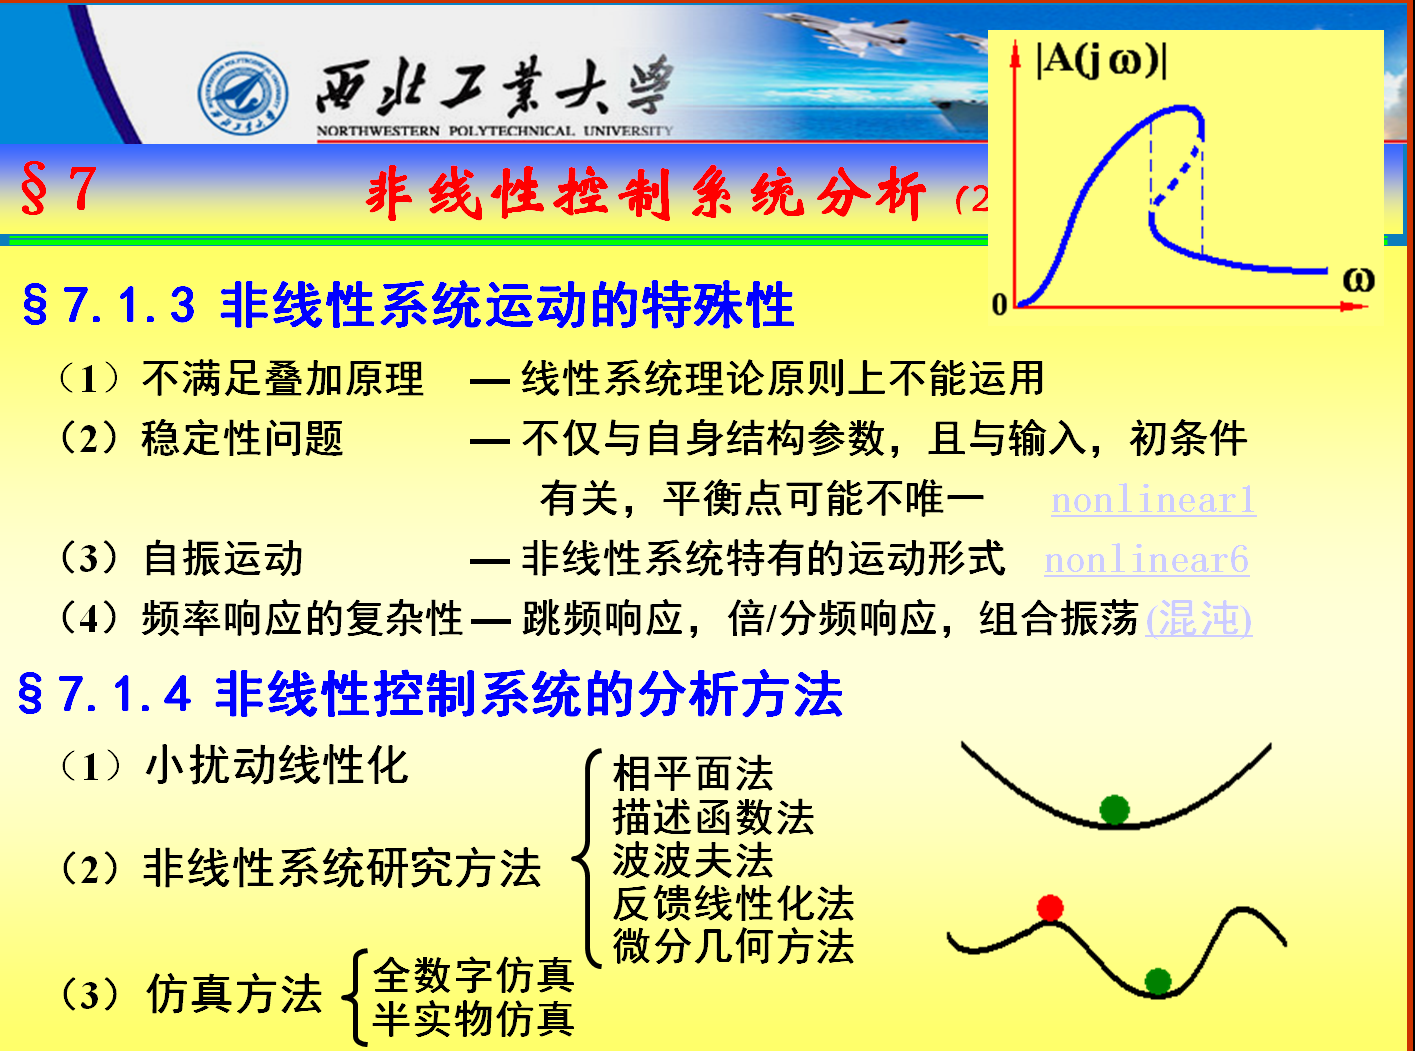 西北工业大学
NORTHWESTERN POLYTECHNICAL UNIVERSITY
§7 非线性控制系统分析 (2
|A(jω)|
0
ω
§7.1.3 非线性系统运动的特殊性
（1）不满足叠加原理 — 线性系统理论原则上不能运用
（2）稳定性问题 — 不仅与自身结构参数，且与输入，初条件
有关，平衡点可能不唯一 nonlinear1
（3）自振运动 — 非线性系统特有的运动形式 nonlinear6
（4）频率响应的复杂性 — 跳频响应，倍/分频响应，组合振荡(混沌)
§7.1.4 非线性控制系统的分析方法
（1）小扰动线性化
（2）非线性系统研究方法
相平面法
描述函数法
波波夫法
反馈线性化法
微分几何方法
（3）仿真方法
全数字仿真
半实物仿真